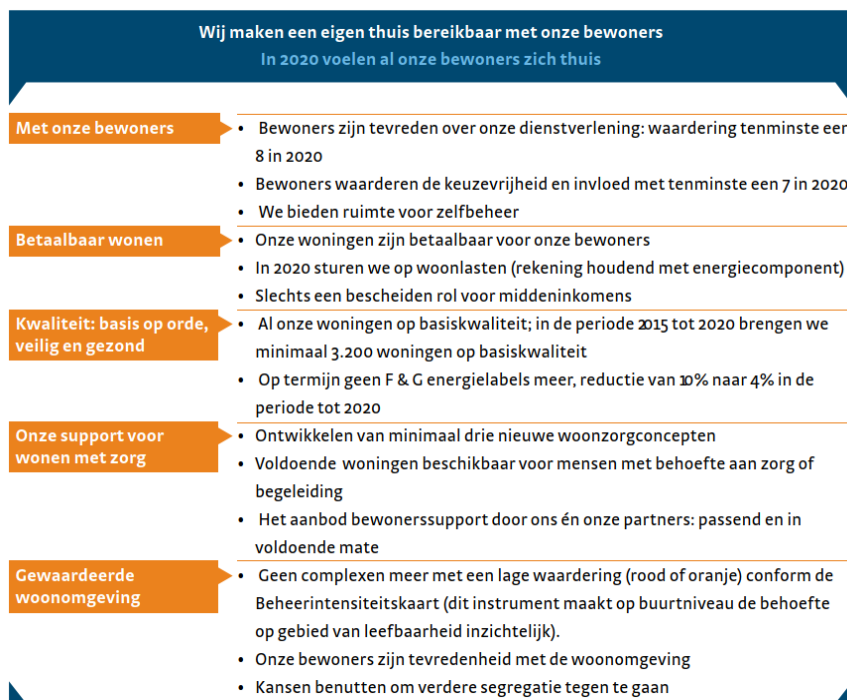 Wij maken een eigen thuis bereikbaar met onze bewoners
In 2020 voelen al onze bewoners zich thuis
Met onze bewoners
• Bewoners zijn tevreden over onze dienstverlening: waardering tenminste een
8 in 2020
• Bewoners waarderen de keuzevrijheid en invloed met tenminste een 7 in 2020
• We bieden ruimte voor zelfbeheer
Betaalbaar wonen
• Onze woningen zijn betaalbaar voor onze bewoners
• In 2020 sturen we op woonlasten (rekening houdend met energiecomponent)
• Slechts een bescheiden rol voor middeninkomens
Kwaliteit: basis op orde,
veilig en gezond
• Al onze woningen op basiskwaliteit; in de periode 2015 tot 2020 brengen we
minimaal 3.200 woningen op basiskwaliteit
• Op termijn geen F & G energielabels meer, reductie van 10% naar 4% in de
periode tot 2020
Onze support voor
wonen met zorg
• Ontwikkelen van minimaal drie nieuwe woonzorgconcepten
• Voldoende woningen beschikbaar voor mensen met behoefte aan zorg of
begeleiding
• Het aanbod bewonerssupport door ons én onze partners: passend en in
voldoende mate
Gewaardeerde
woonomgeving
• Geen complexen meer met een lage waardering (rood of oranje) conform de
Beheerintensiteitskaart (dit instrument maakt op buurtniveau de behoefte
op gebied van leefbaarheid inzichtelijk).
• Onze bewoners zijn tevredenheid met de woonomgeving
• Kansen benutten om verdere segregatie tegen te gaan